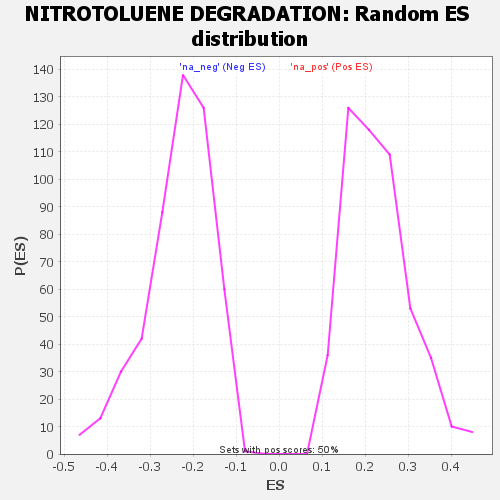 NITROTOLUENE DEGRADATION: Random ES
distribution
'na_neg' (Neg ES) 'na_pos' (Pos ES)
140
130
120
110
100
90
80
70
60
50
40
30
20
10
0
P(ES)
Sets with pos scores: 50%
-0.5 -0.4 -0.3 -0.2 -0.1 0.0 0.1 0.2 0.3 0.4
ES